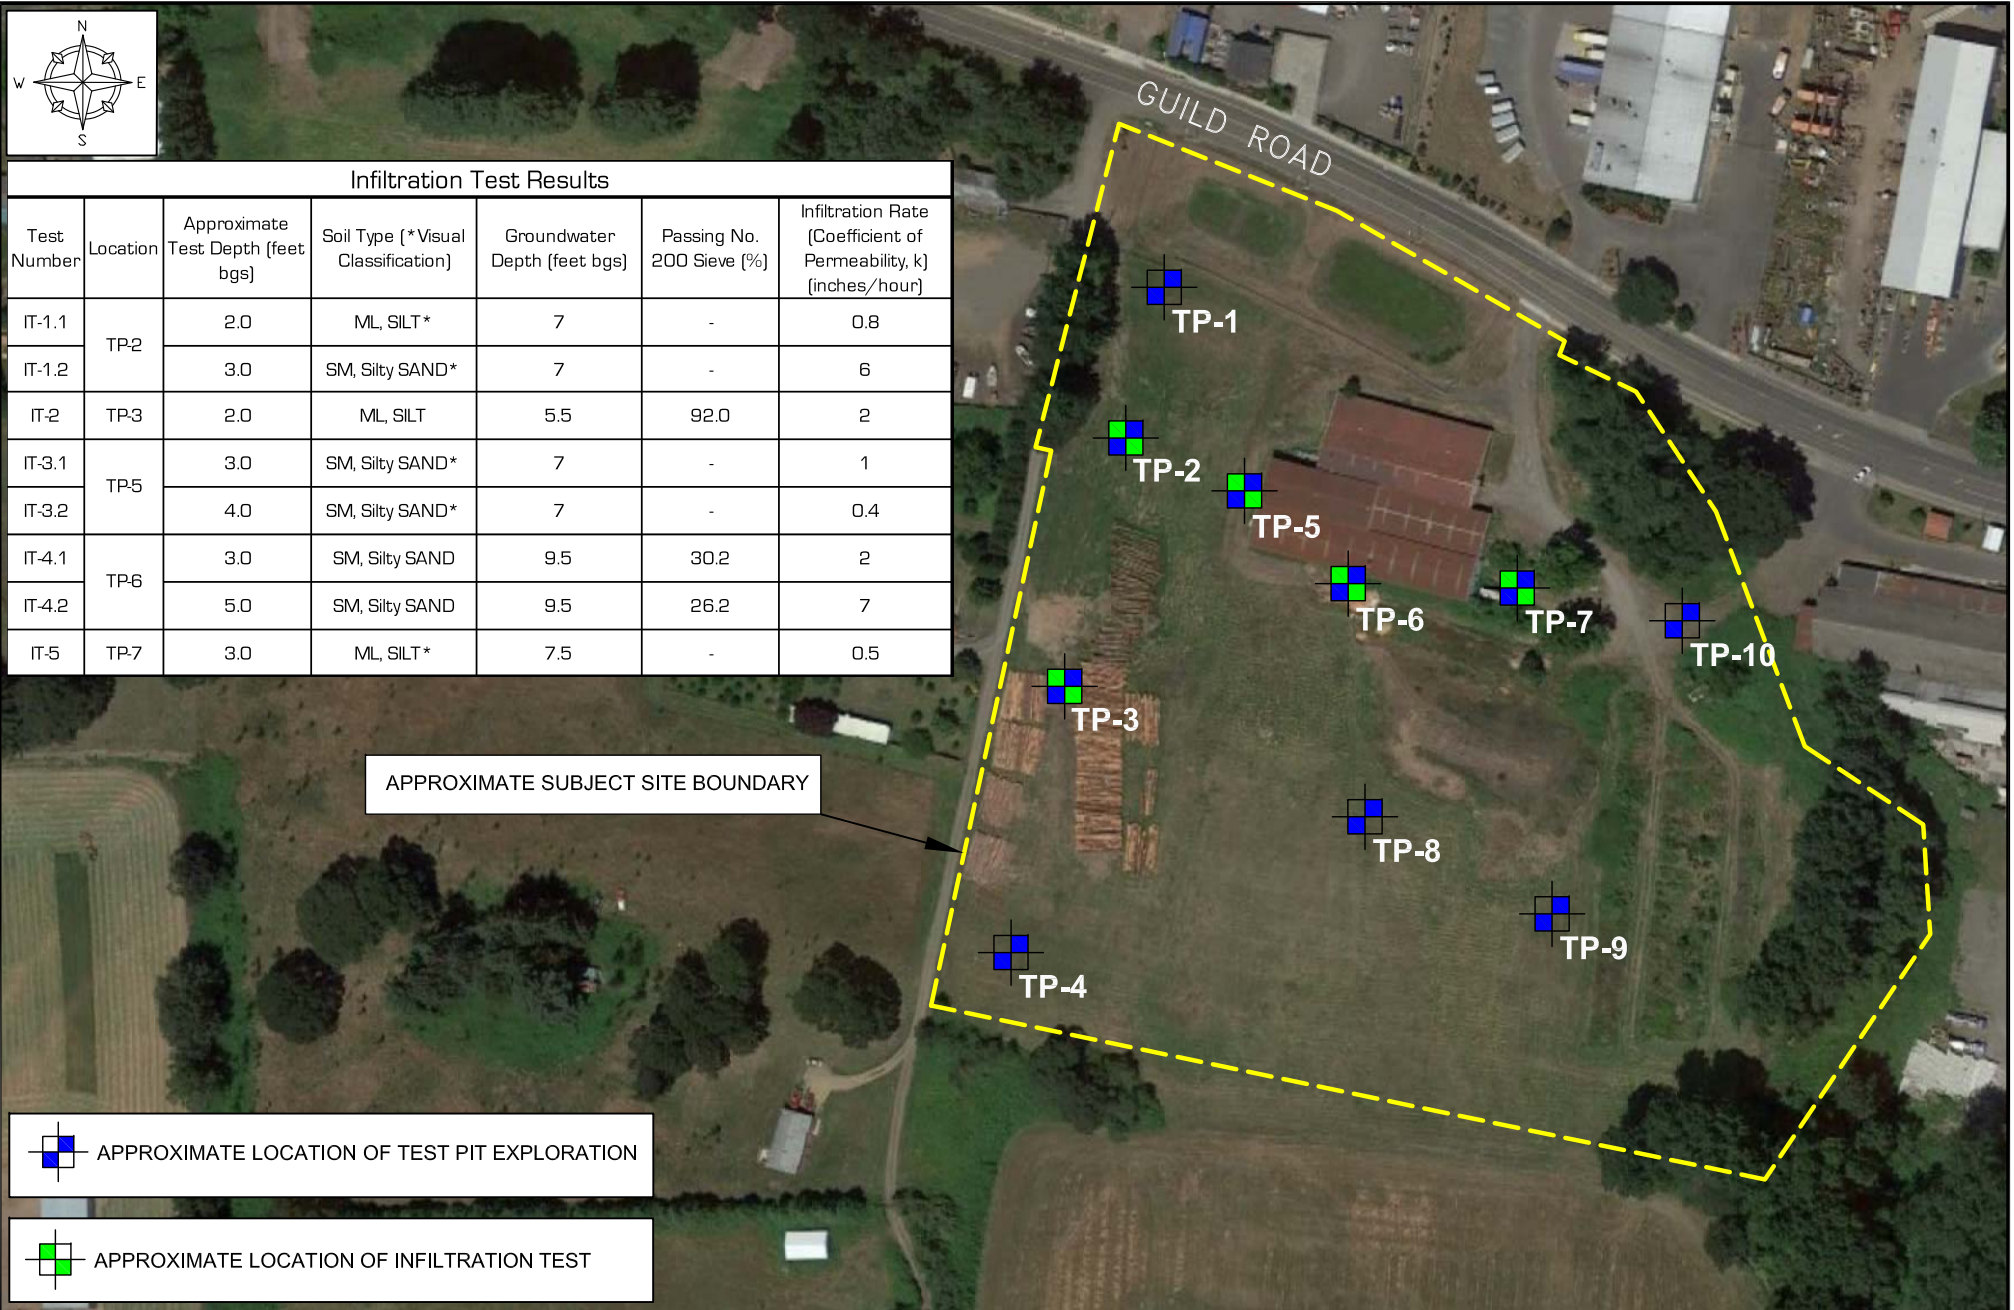 N
W E
S
GUILD ROAD
Infiltration Test Results
Test Number Location Approximate Test Depth (feet bgs) Soil Type (*Visual Classification) Groundwater Depth (feet bgs) Passing No. 200 Sieve (%) Infiltration Rate (Coefficient of Permeability, k) (inches/hour)
IT-1.1 TP-2 2.0 ML, SILT* 7 - 0.8
IT-1.2 3.0 SM, Silty SAND* 7 - 6
IT-2 TP-3 2.0 ML, SILT 5.5 92.0 2
IT-3.1 TP-5 3.0 SM, Silty SAND* 7 - 1
IT-3.2 4.0 SM, Silty SAND* 7 - 0.4
IT-4.1 TP-6 3.0 SM, Silty SAND 9.5 30.2 2
IT-4.2 5.0 SM, Silty SAND 9.5 26.2 7
IT-5 TP-7 3.0 ML, SILT* 7.5 - 0.5
TP-1
TP-2
TP-5
TP-6
TP-7
TP-10
TP-3
APPROXIMATE SUBJECT SITE BOUNDARY
TP-8
TP-9
TP-4
APPROXIMATE LOCATION OF TEST PIT EXPLORATION
APPROXIMATE LOCATION OF INFILTRATION TEST